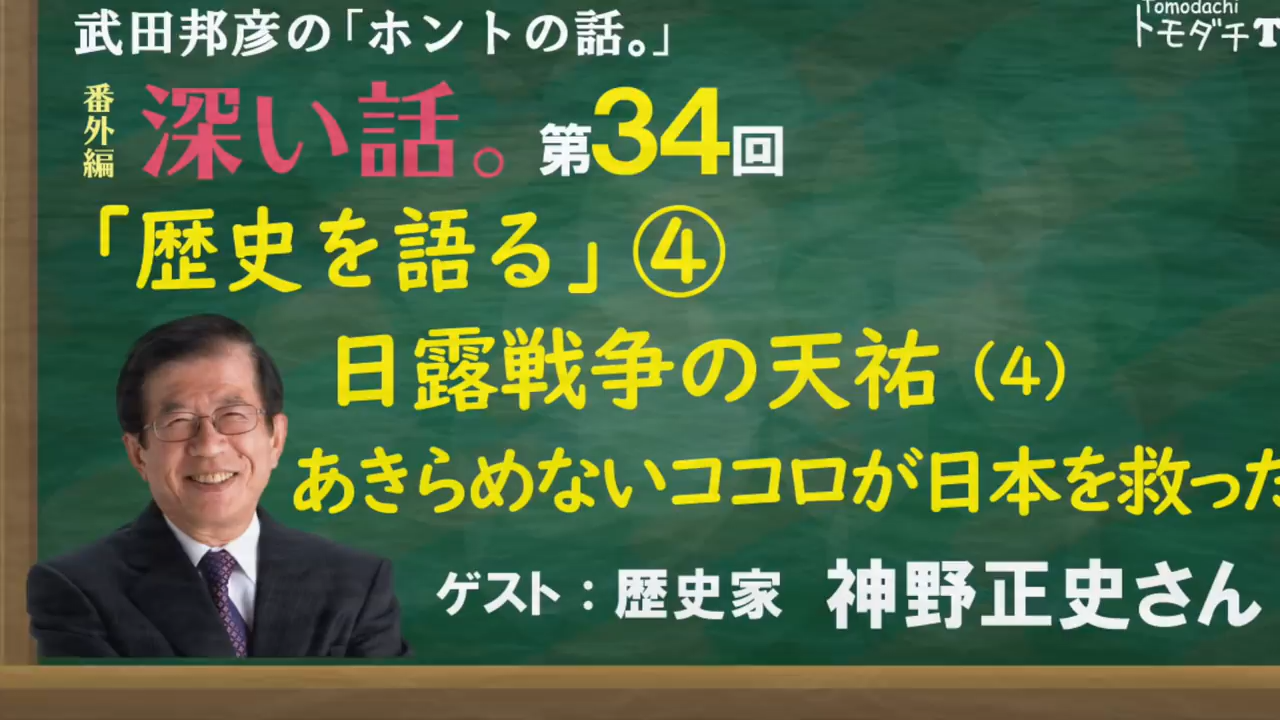 武田邦彦の「ホントの話。」
Tomodachi
トモダチT
番外編
深い話。第34回
「歴史を語る」④
日露戦争の天祐（4）
あきらめないココロが日本を救った
ゲスト：歴史家 神野正史さん